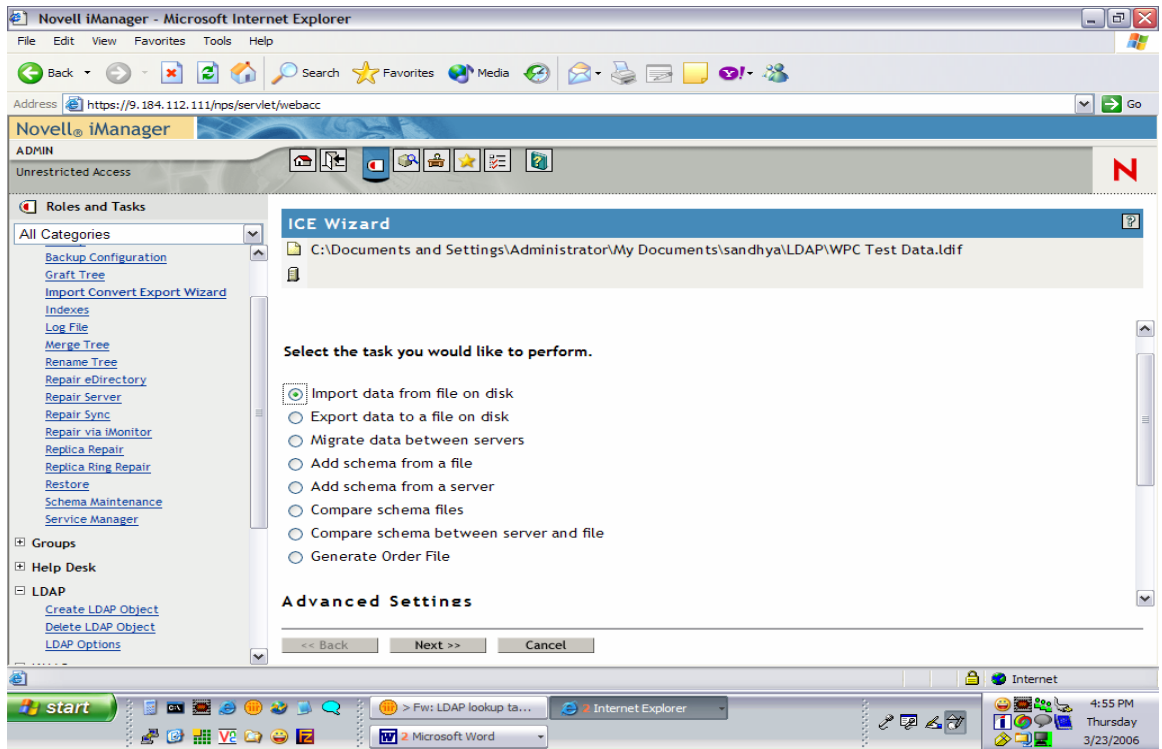 Novell iManager - Microsoft Internet Explorer
File Edit View Favorites Tools Help
Back Search Favorites Media
Address https://9.184.112.111/nps/servlet/webacc Go
Novell® iManager
ADMIN
Unrestricted Access
N
Roles and Tasks
All Categories
Backup Configuration
Graft Tree
Import Convert Export Wizard
Indexes
Log File
Merge Tree
Rename Tree
Repair eDirectory
Repair Server
Repair Sync
Repair via iMonitor
Replica Repair
Replica Ring Repair
Restore
Schema Maintenance
Service Manager
Groups
Help Desk
LDAP
Create LDAP Object
Delete LDAP Object
LDAP Options
ICE Wizard
C:\Documents and Settings\Administrator\My Documents\sandhya\LDAP\WPC Test Data.ldif
Select the task you would like to perform.
Import data from file on disk
Export data to a file on disk
Migrate data between servers
Add schema from a file
Add schema from a server
Compare schema files
Compare schema between server and file
Generate Order File
Advanced Settings
<< Back Next >> Cancel
Internet
start
> Fw: LDAP lookup ta...
2 Internet Explorer
2 Microsoft Word
4:55 PM
Thursday
3/23/2006